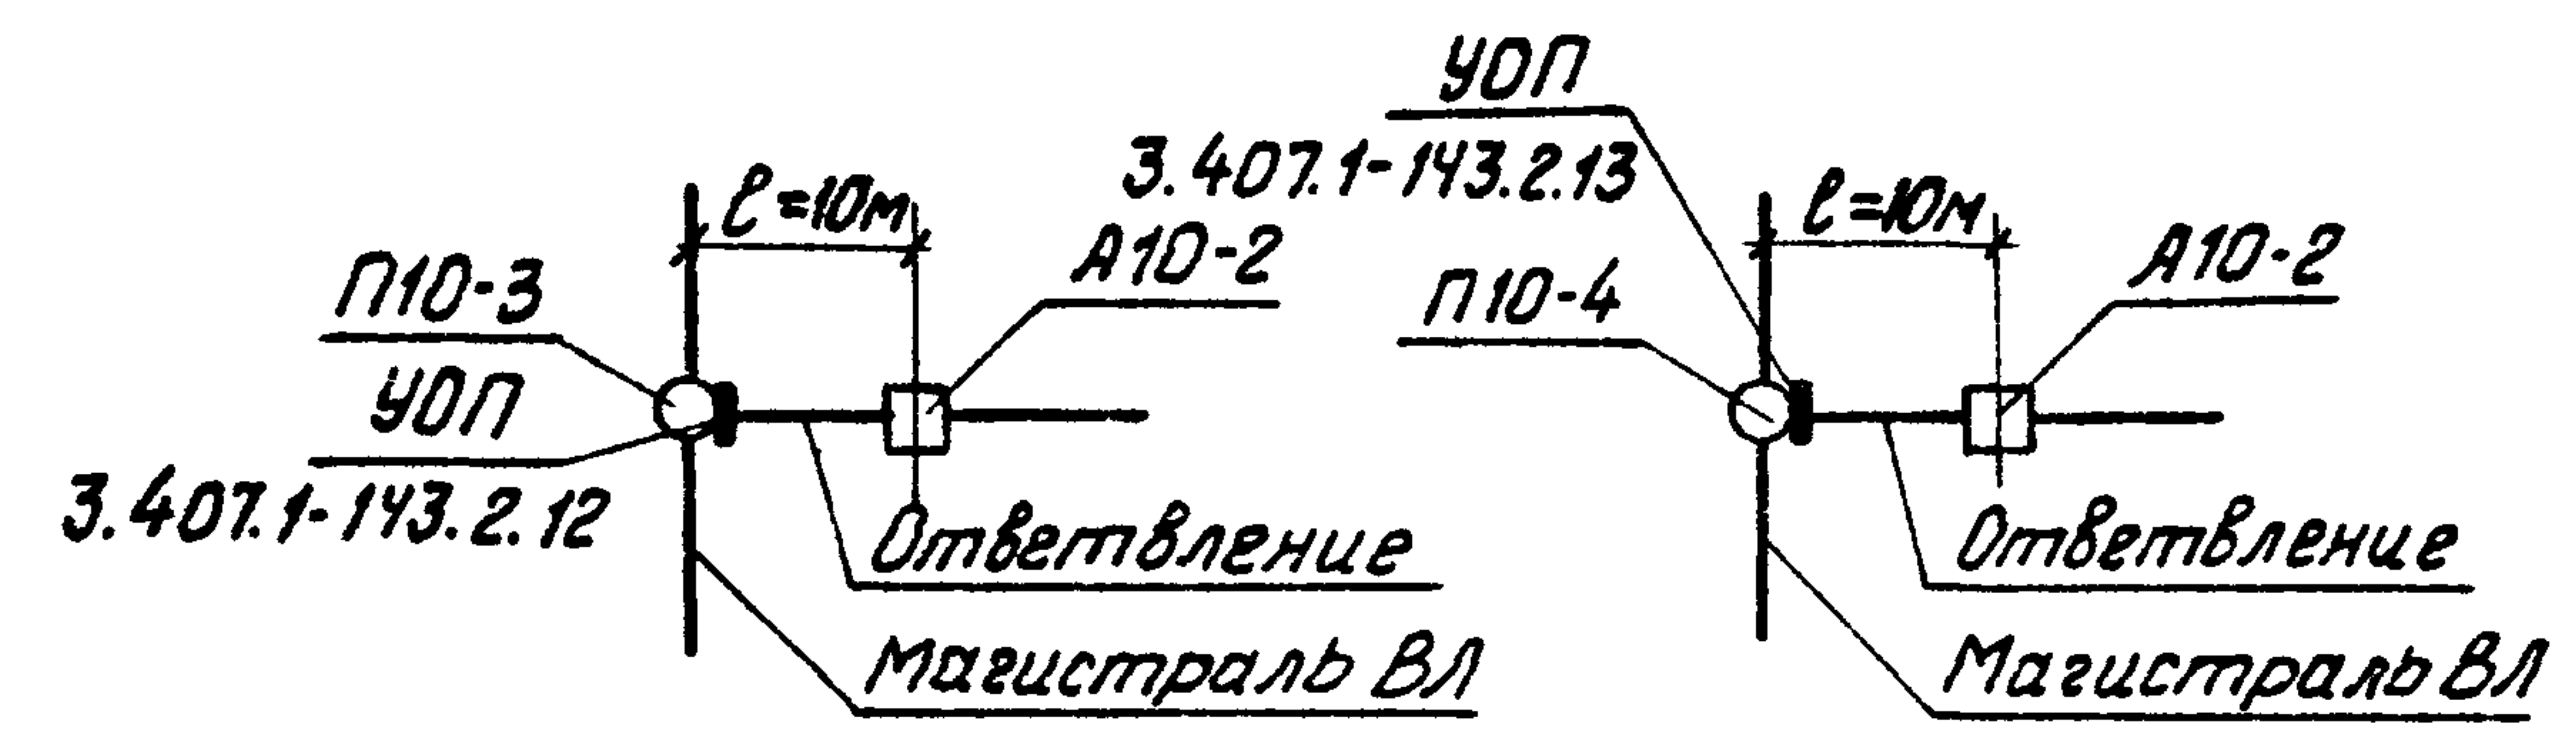 ℓ=10м
П10-3
А10-2
УОП
3.407.1-143.2.12
Ответвление
Магистраль ВЛ
УОП
3.407.1-143.2.13
ℓ=10м
П10-4
А10-2
Ответвление
Магистраль ВЛ